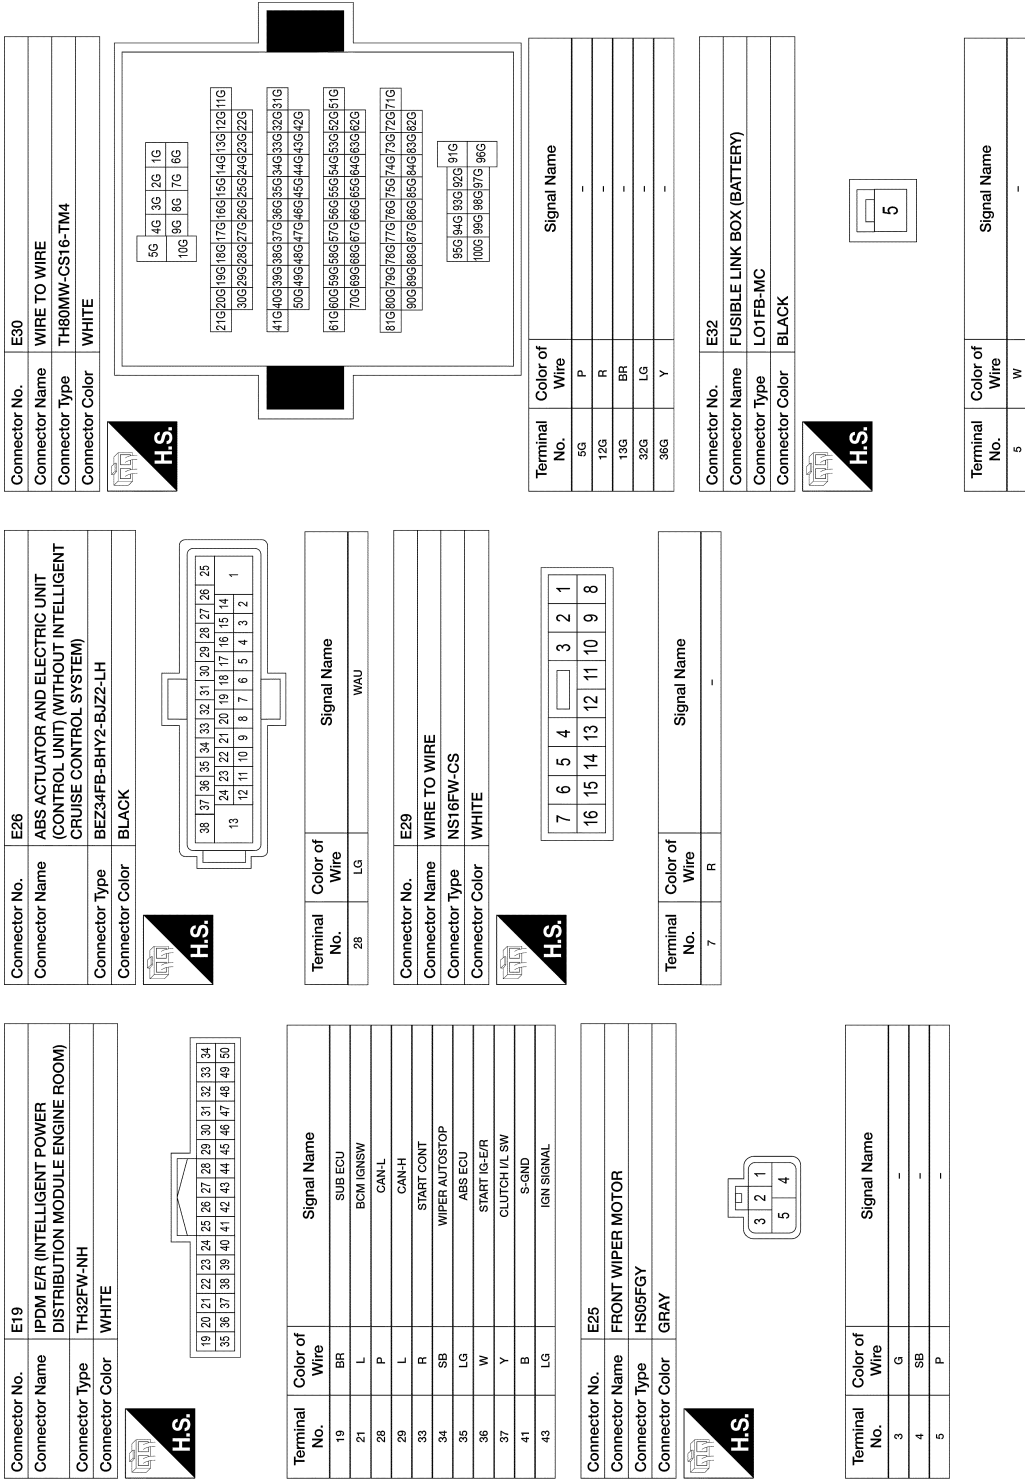 Connector No. E19
Connector Name IPDM E/R (INTELLIGENT POWER
DISTRIBUTION MODULE ENGINE ROOM)
Connector Type TH32FW-NH
Connector Color WHITE
H.S.
19 20 21 22 23 24 25 26 27 28 29 30 31 32 33 34
35 36 37 38 39 40 41 42 43 44 45 46 47 48 49 50
Terminal No. Color of Wire Signal Name
19 BR SUB ECU
21 L BCM IGNSW
28 P CAN-L
29 L CAN-H
33 R START CONT
34 SB WIPER AUTOSTOP
35 LG ABS ECU
36 W START IG-E/R
37 Y CLUTCH I/L SW
41 B S-GND
43 LG IGN SIGNAL
Connector No. E25
Connector Name FRONT WIPER MOTOR
Connector Type HS05FGY
Connector Color GRAY
H.S.
3 2 1
5 4
Terminal No. Color of Wire Signal Name
3 G –
4 SB –
5 P –
Connector No. E26
Connector Name ABS ACTUATOR AND ELECTRIC UNIT
(CONTROL UNIT) (WITHOUT INTELLIGENT
CRUISE CONTROL SYSTEM)
Connector Type BEZ34FB-BHY2-BJZ2-LH
Connector Color BLACK
H.S.
38 37 36 35 34 33 32 31 30 29 28 27 26 25
24 23 22 21 20 19 18 17 16 15 14
13 1
12 11 10 9 8 7 6 5 4 3 2
Terminal No. Color of Wire Signal Name
28 LG WAU
Connector No. E29
Connector Name WIRE TO WIRE
Connector Type NS16FW-CS
Connector Color WHITE
H.S.
7 6 5 4 3 2 1
16 15 14 13 12 11 10 9 8
Terminal No. Color of Wire Signal Name
7 R –
Connector No. E30
Connector Name WIRE TO WIRE
Connector Type TH80MW-CS16-TM4
Connector Color WHITE
H.S.
5G 4G 3G 2G 1G
10G 9G 8G 7G 6G
21G 20G 19G 18G 17G 16G 15G 14G 13G 12G 11G
30G 29G 28G 27G 26G 25G 24G 23G 22G
41G 40G 39G 38G 37G 36G 35G 34G 33G 32G 31G
50G 49G 48G 47G 46G 45G 44G 43G 42G
61G 60G 59G 58G 57G 56G 55G 54G 53G 52G 51G
70G 69G 68G 67G 66G 65G 64G 63G 62G
81G 80G 79G 78G 77G 76G 75G 74G 73G 72G 71G
90G 89G 88G 87G 86G 85G 84G 83G 82G
95G 94G 93G 92G 91G
100G 99G 98G 97G 96G
Terminal No. Color of Wire Signal Name
5G P –
12G R –
13G BR –
32G LG –
36G Y –
Connector No. E32
Connector Name FUSIBLE LINK BOX (BATTERY)
Connector Type LO1FB-MC
Connector Color BLACK
H.S.
5
Terminal No. Color of Wire Signal Name
5 W –